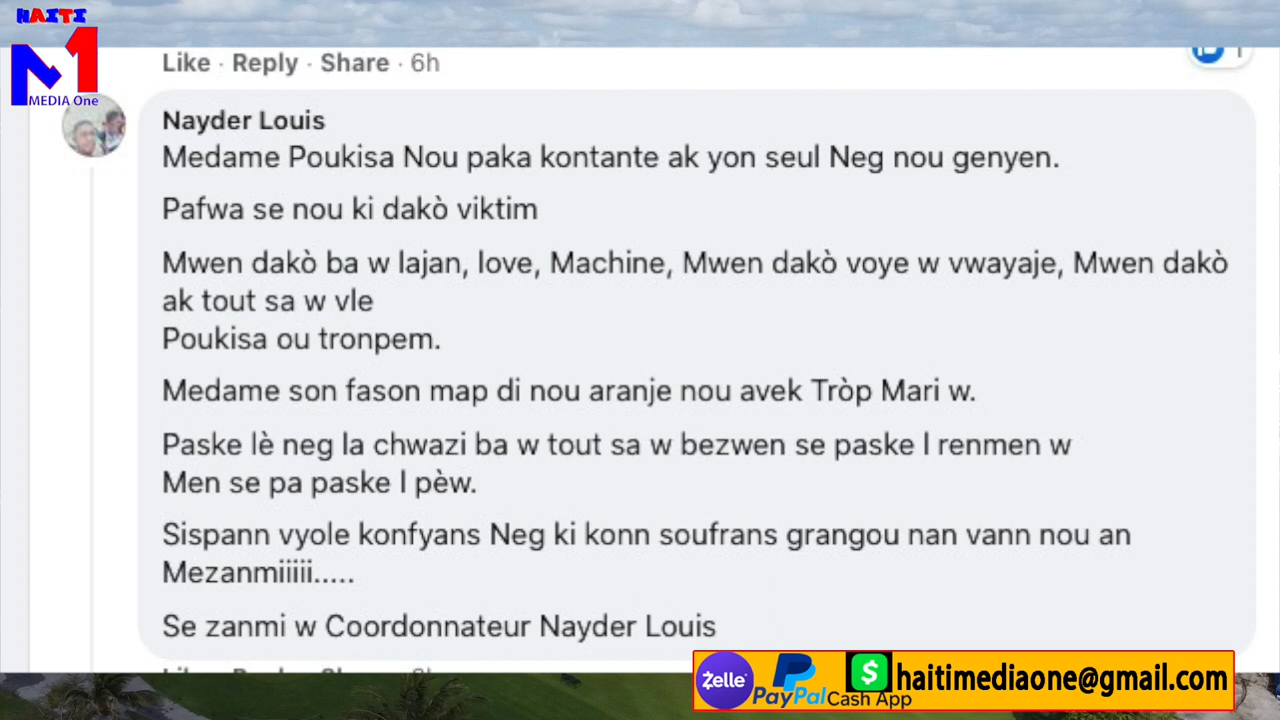 HAITI
M1
MEDIA One
Like · Reply · Share · 6h
1
Nayder Louis
Medame Poukisa Nou paka kontante ak yon seul Neg nou genyen.
Pafwa se nou ki dakò viktim
Mwen dakò ba w lajan, love, Machine, Mwen dakò voye w vwayaje, Mwen dakò
ak tout sa w vle
Poukisa ou tronpem.
Medame son fason map di nou aranje nou avek Tròp Mari w.
Paske lè neg la chwazi ba w tout sa w bezwen se paske l renmen w
Men se pa paske l pèw.
Sispann vyole konfyans Neg ki konn soufrans grangou nan vann nou an
Mezanmiiiii.....
Se zanmi w Coordonnateur Nayder Louis
Zelle
PayPal
$
Cash App
haitimediaone@gmail.com